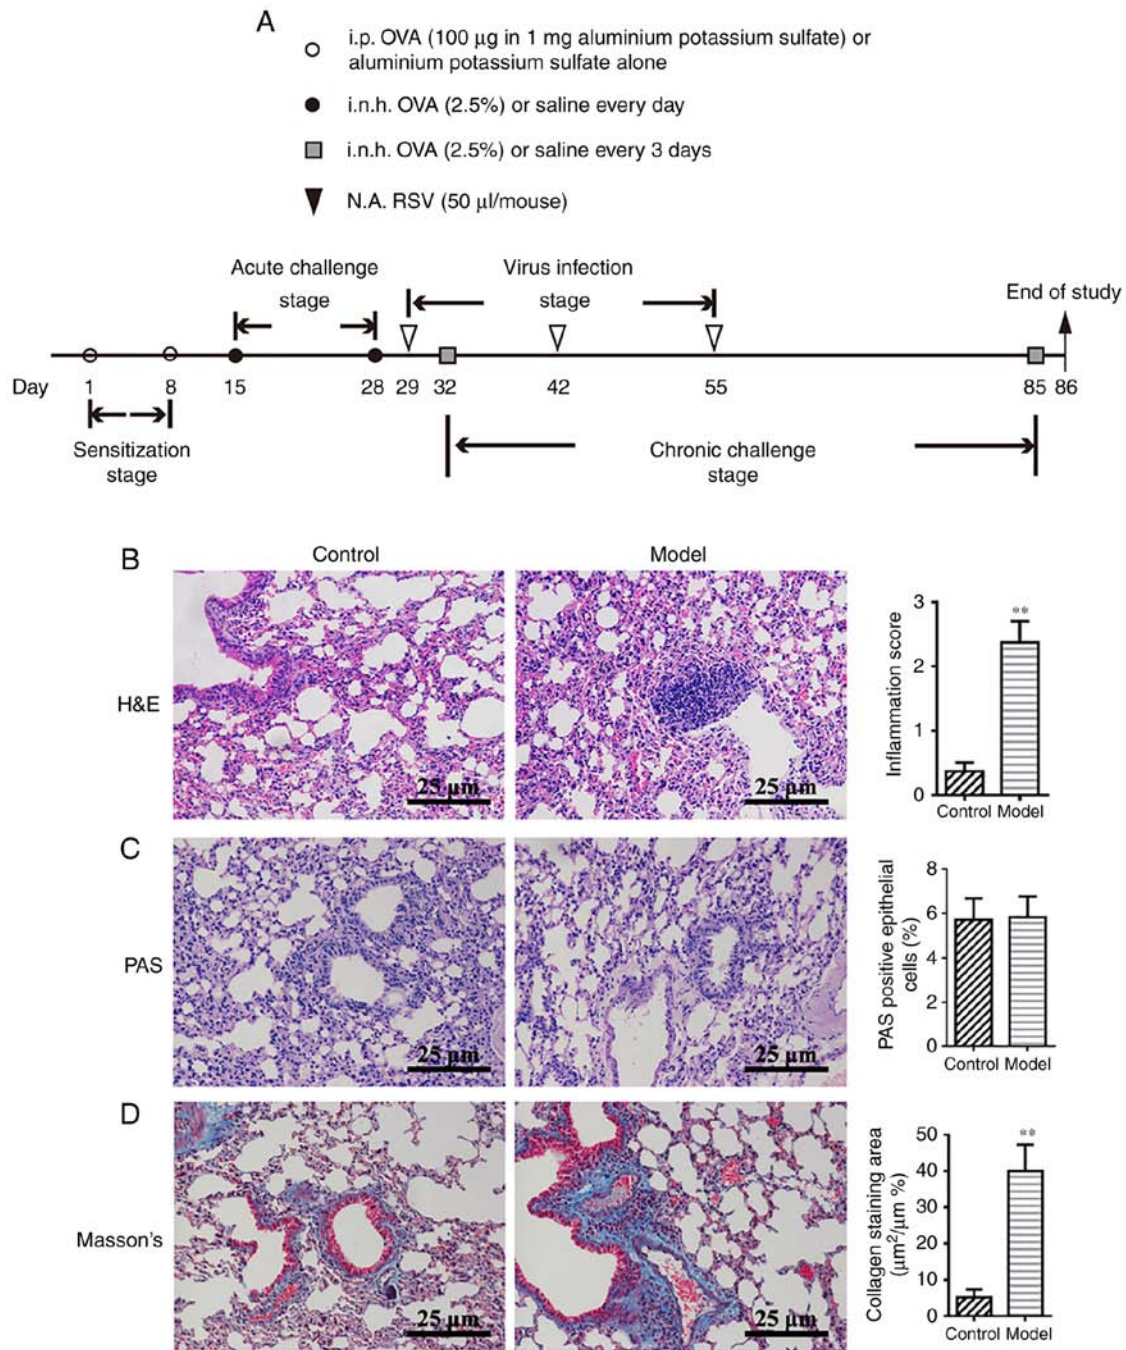 A
i.p. OVA (100 µg in 1 mg aluminium potassium sulfate) or
aluminium potassium sulfate alone
i.n.h. OVA (2.5%) or saline every day
i.n.h. OVA (2.5%) or saline every 3 days
N.A. RSV (50 µl/mouse)
Acute challenge
stage
Virus infection
stage
End of study
Day 1 8 15 28 29 32 42 55 85 86
Sensitization
stage
Chronic challenge
stage
B
Control
Model
H&E
25 µm
25 µm
Inflammation score
3
2
1
0
**
Control Model
C
PAS
25 µm
25 µm
PAS positive epithelial
cells (%)
8
6
4
6
0
Control Model
D
Masson's
25 µm
25 µm
Collagen staining area
(µm²/µm %)
50
40
30
20
10
0
**
Control Model